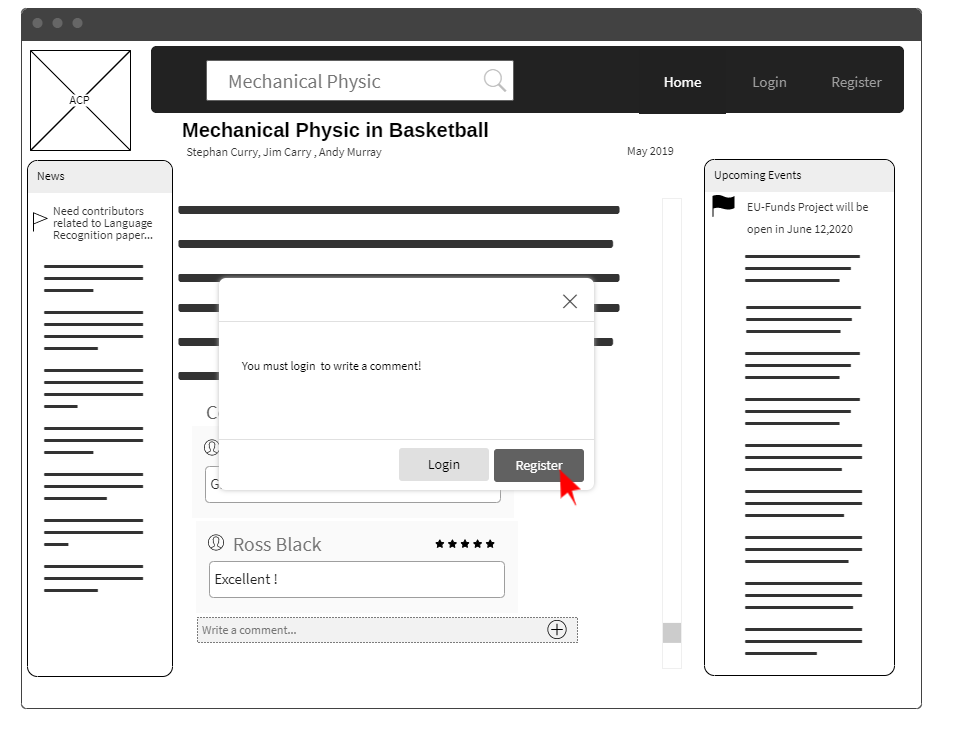 ACP
Mechanical Physic
Home
Login
Register
Mechanical Physic in Basketball
Stephan Curry, Jim Carry , Andy Murray
May 2019
News
Need contributors
related to Language
Recognition paper...
Upcoming Events
EU-Funds Project will be
open in June 12,2020
You must login to write a comment!
Login
Register
C
G
Ross Black
Excellent !
Write a comment...